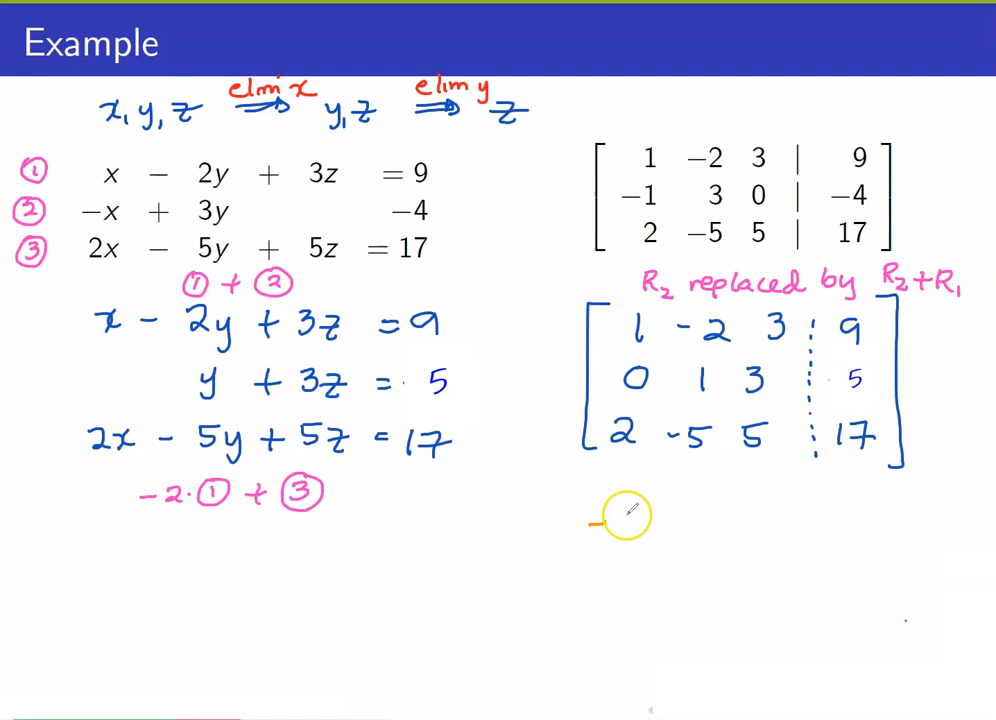 Example
x, y, z elim x ⟹ y, z elim y ⟹ z
① x − 2y + 3z = 9
② −x + 3y −4
③ 2x − 5y + 5z = 17
① + ②
x − 2y + 3z = 9
y + 3z = 5
2x − 5y + 5z = 17
−2·① + ③
1 −2 3 | 9
−1 3 0 | −4
2 −5 5 | 17
R₂ replaced by R₂+R₁
1 −2 3 9
0 1 3 5
2 −5 5 17
−